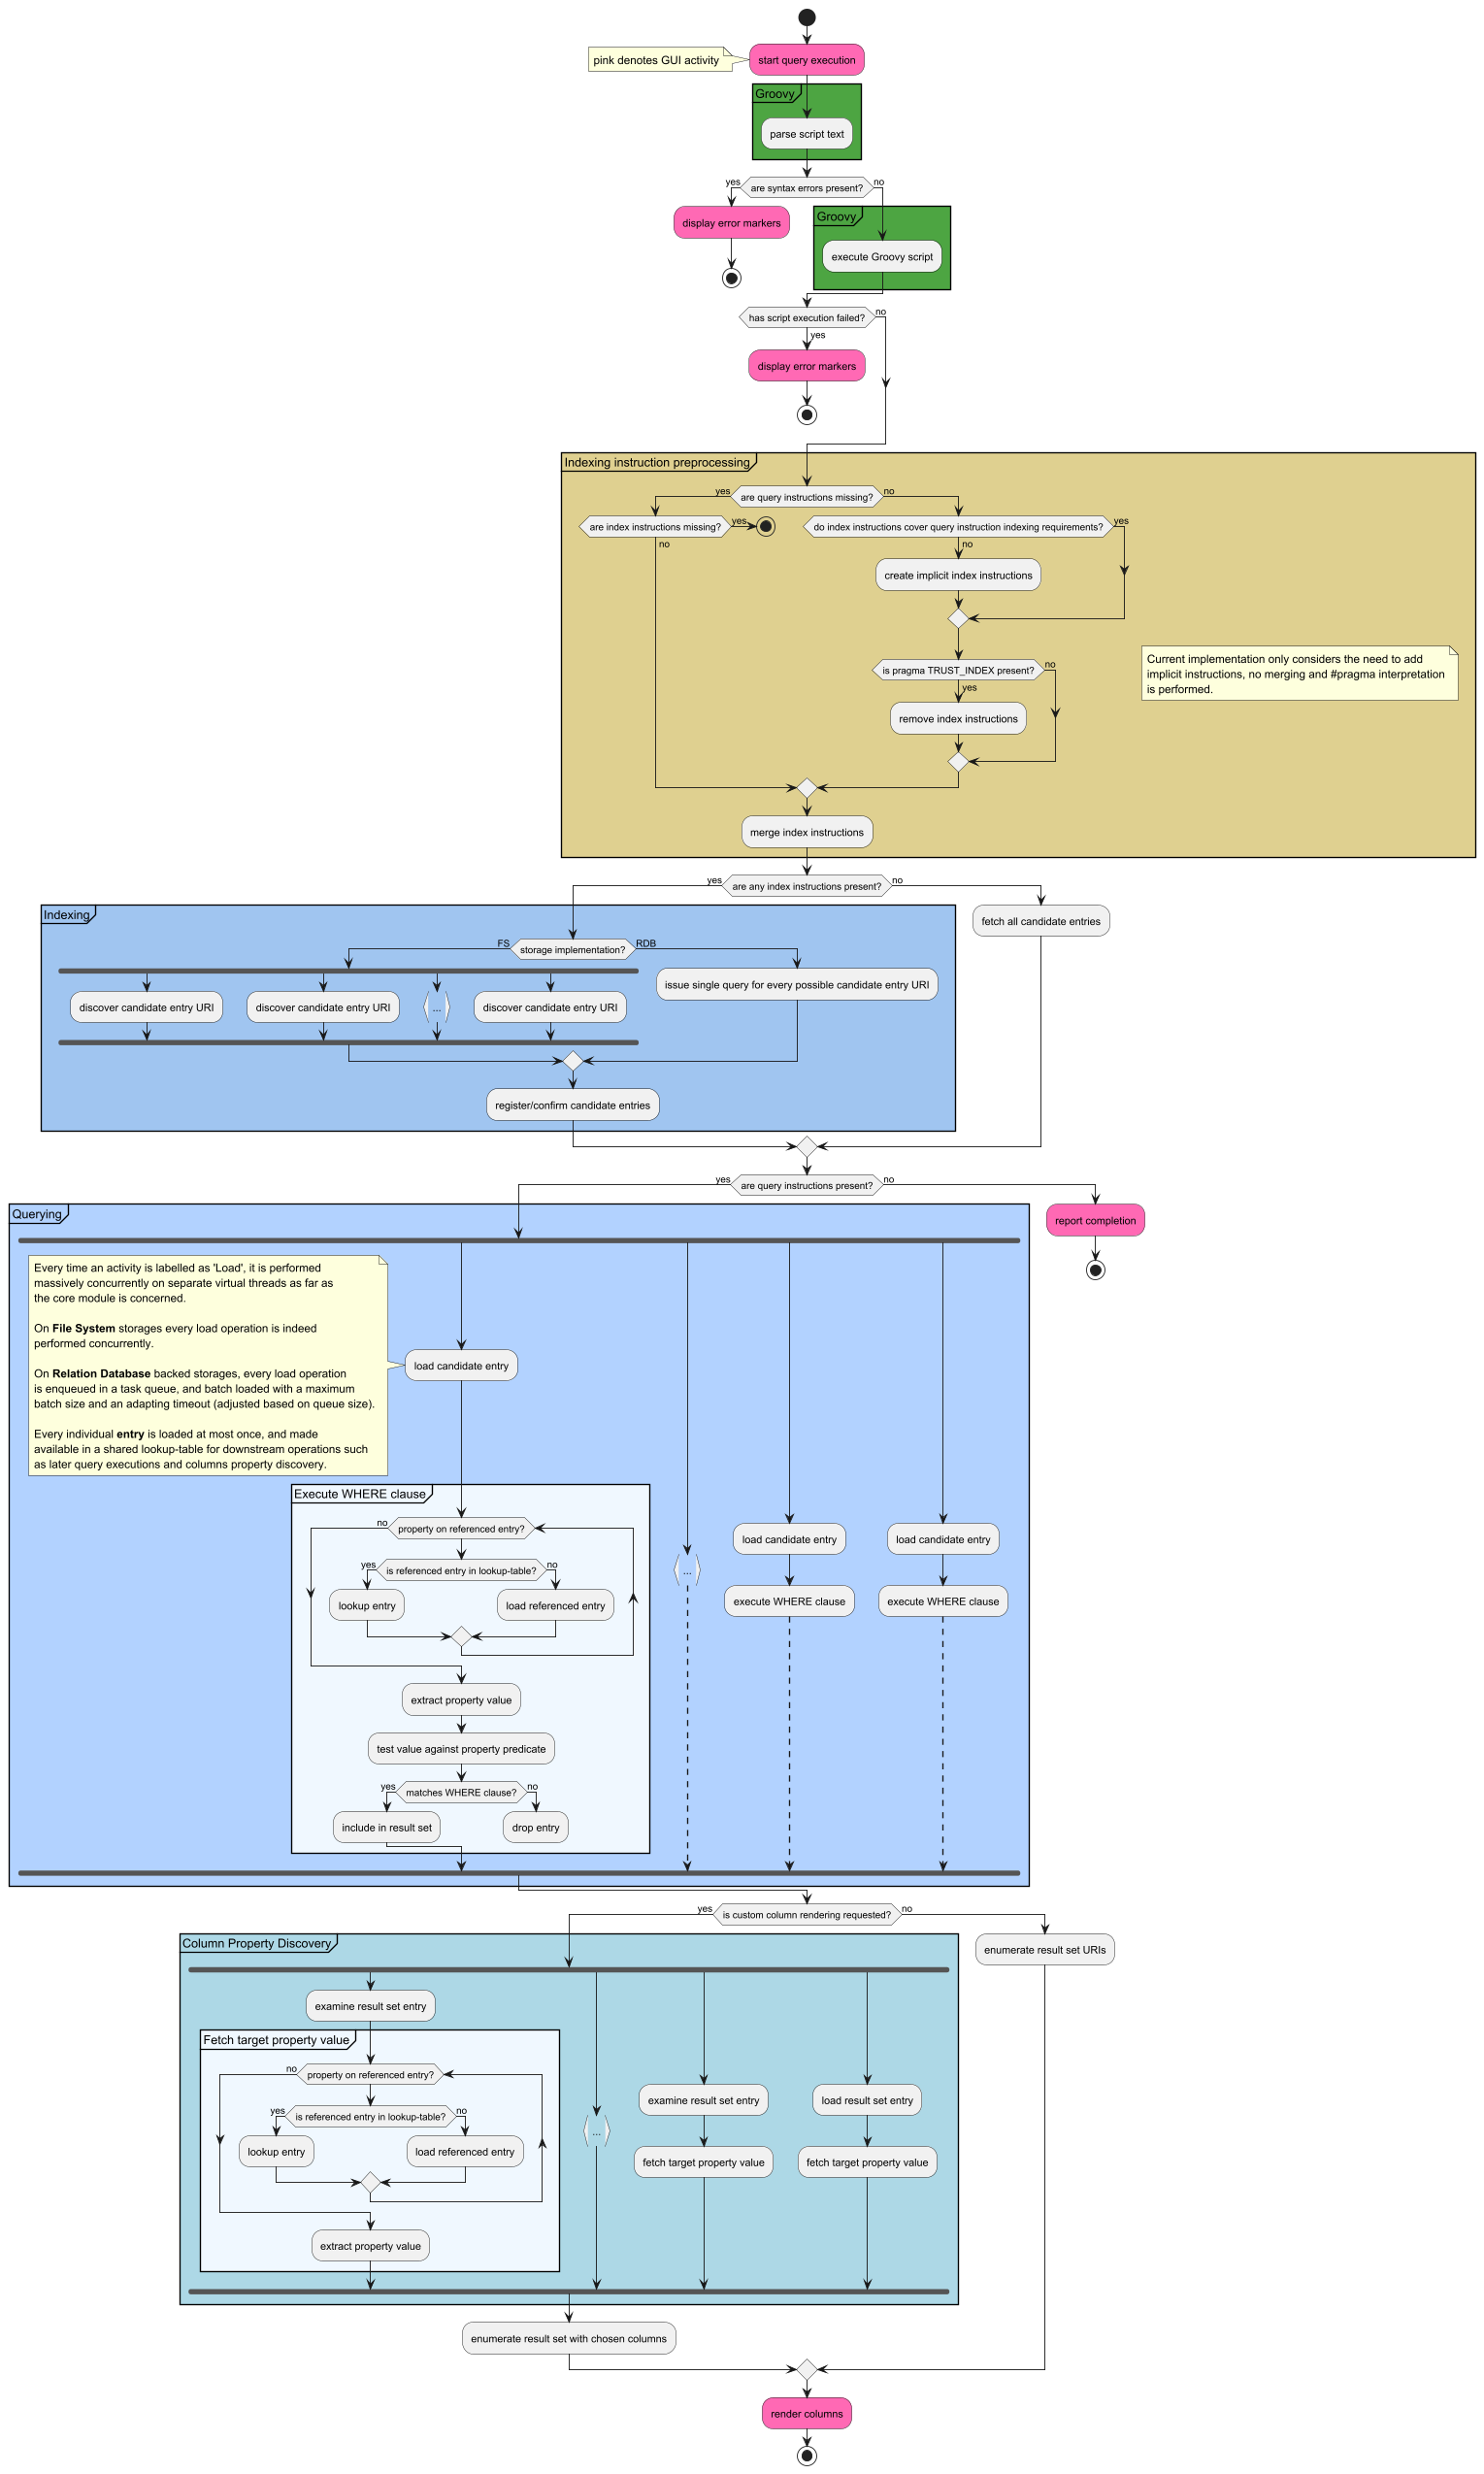 pink denotes GUI activity
start query execution
Groovy
parse script text
are syntax errors present?
yes
no
display error markers
Groovy
execute Groovy script
has script execution failed?
no
yes
display error markers
Indexing instruction preprocessing
are query instructions missing?
yes
no
are index instructions missing?
yes
no
do index instructions cover query instruction indexing requirements?
yes
no
create implicit index instructions
is pragma TRUST_INDEX present?
no
yes
remove index instructions
Current implementation only considers the need to add
implicit instructions, no merging and #pragma interpretation
is performed.
merge index instructions
are any index instructions present?
yes
no
Indexing
fetch all candidate entries
storage implementation?
FS
RDB
discover candidate entry URI
discover candidate entry URI
...
discover candidate entry URI
issue single query for every possible candidate entry URI
register/confirm candidate entries
are query instructions present?
yes
no
Querying
report completion
Every time an activity is labelled as 'Load', it is performed
massively concurrently on separate virtual threads as far as
the core module is concerned.
On File System storages every load operation is indeed
performed concurrently.
On Relation Database backed storages, every load operation
is enqueued in a task queue, and batch loaded with a maximum
batch size and an adapting timeout (adjusted based on queue size).
Every individual entry is loaded at most once, and made
available in a shared lookup-table for downstream operations such
as later query executions and columns property discovery.
load candidate entry
Execute WHERE clause
property on referenced entry?
no
is referenced entry in lookup-table?
yes
no
lookup entry
load referenced entry
extract property value
test value against property predicate
matches WHERE clause?
yes
no
include in result set
drop entry
...
load candidate entry
execute WHERE clause
load candidate entry
execute WHERE clause
is custom column rendering requested?
yes
no
Column Property Discovery
enumerate result set URIs
examine result set entry
Fetch target property value
property on referenced entry?
no
is referenced entry in lookup-table?
yes
no
lookup entry
load referenced entry
extract property value
...
examine result set entry
fetch target property value
load result set entry
fetch target property value
enumerate result set with chosen columns
render columns